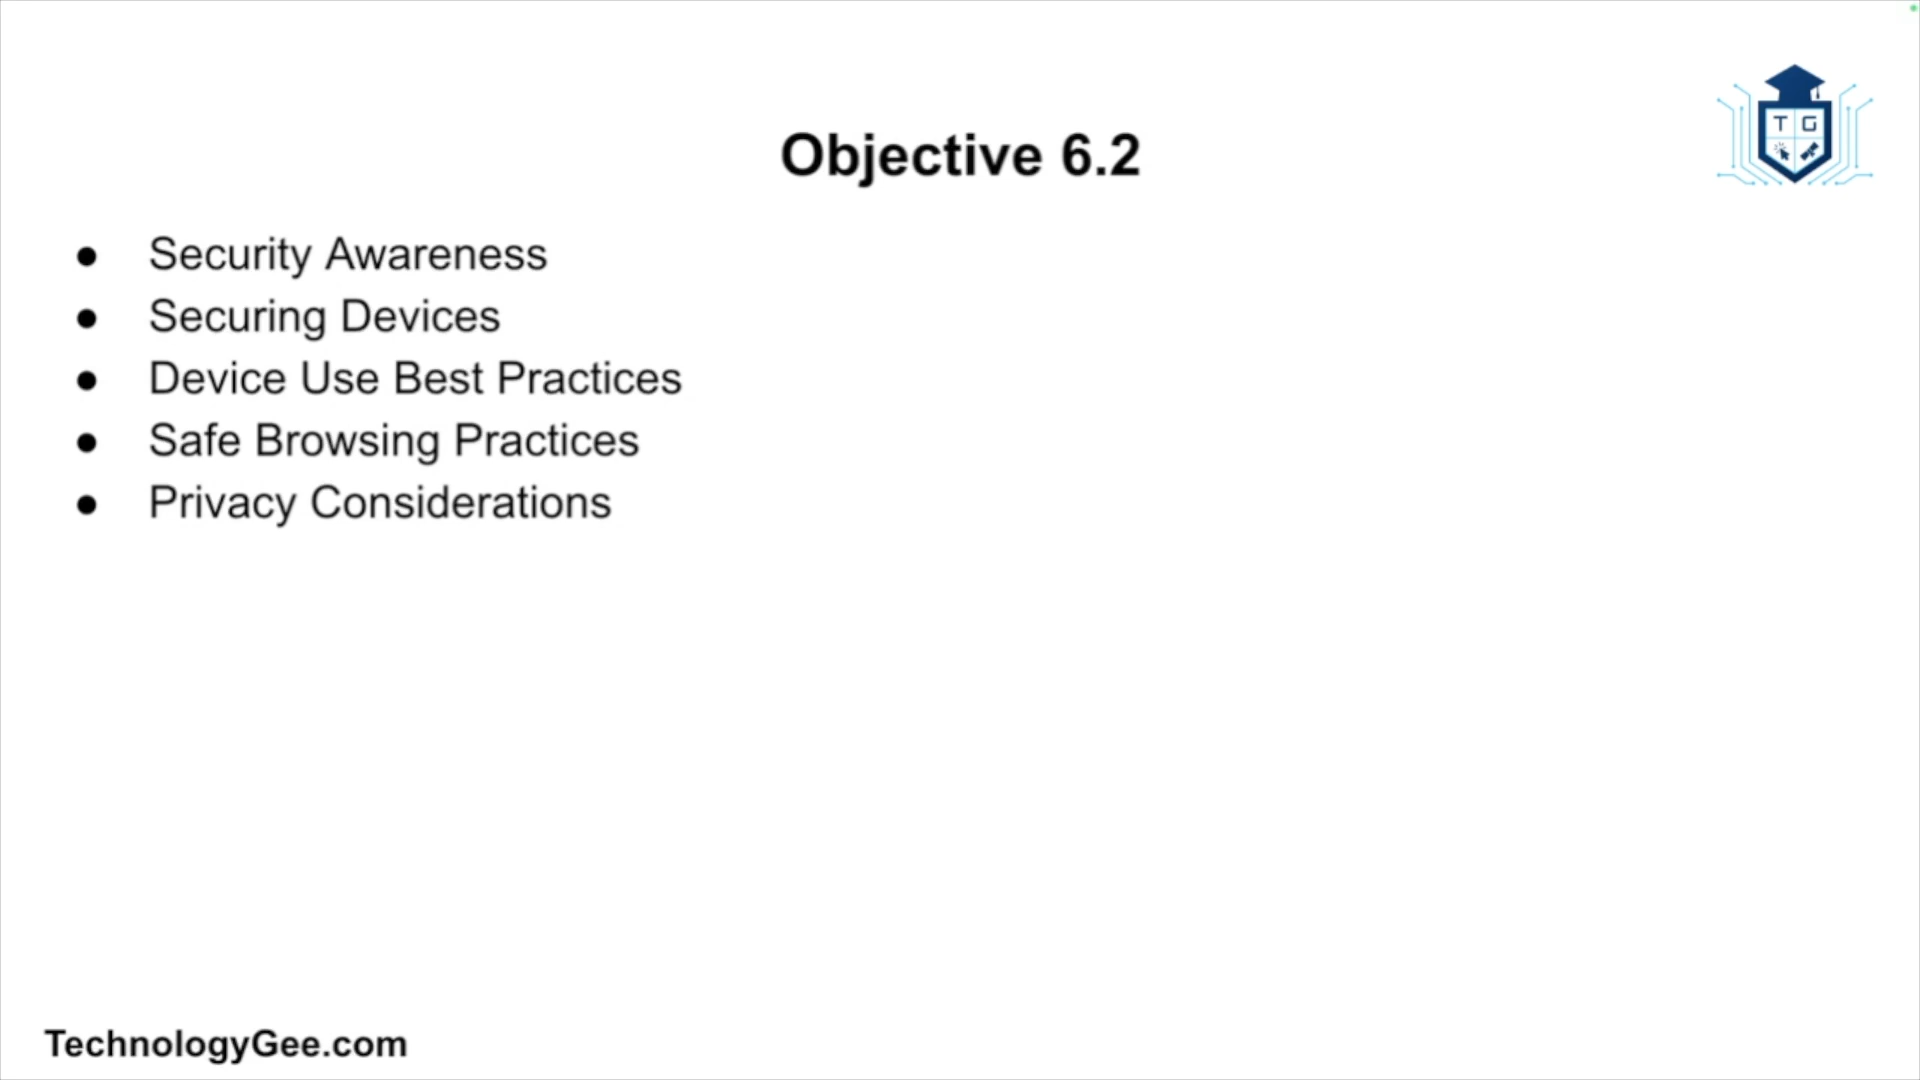 Objective 6.2
T G
● Security Awareness
● Securing Devices
● Device Use Best Practices
● Safe Browsing Practices
● Privacy Considerations
TechnologyGee.com